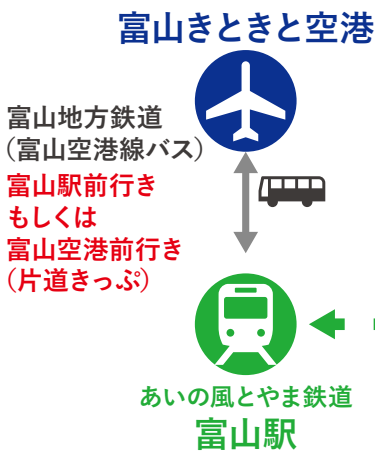 富山きときと空港
富山地方鉄道
(富山空港線バス)
富山駅前行き
もしくは
富山空港前行き
(片道きっぷ)
あいの風とやま鉄道
富山駅